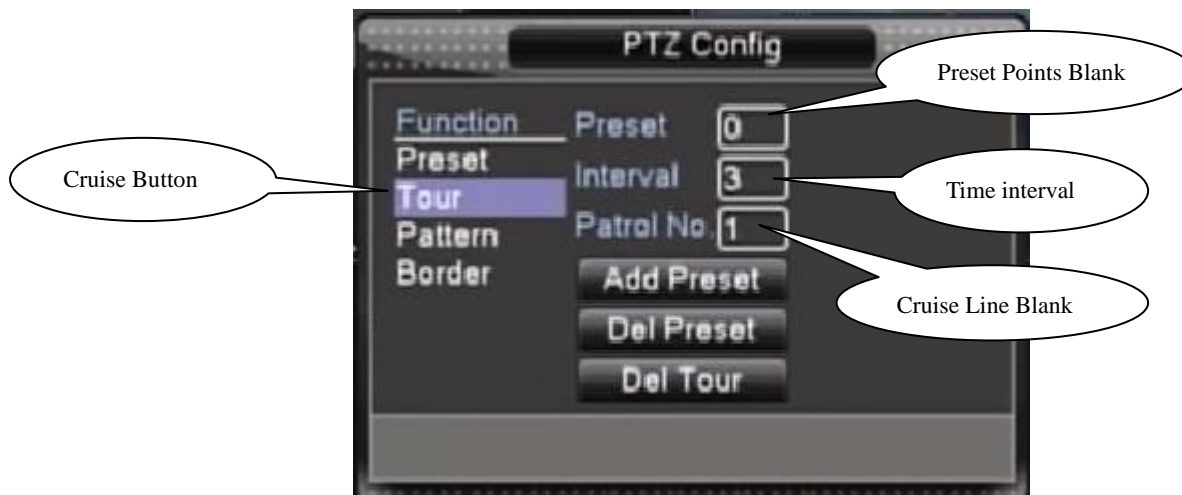 PTZ Config
Preset Points Blank
Function
Preset 0
Preset
Cruise Button
Interval 3
Time interval
Tour
Patrol No. 1
Pattern
Border
Add Preset
Cruise Line Blank
Del Preset
Del Tour